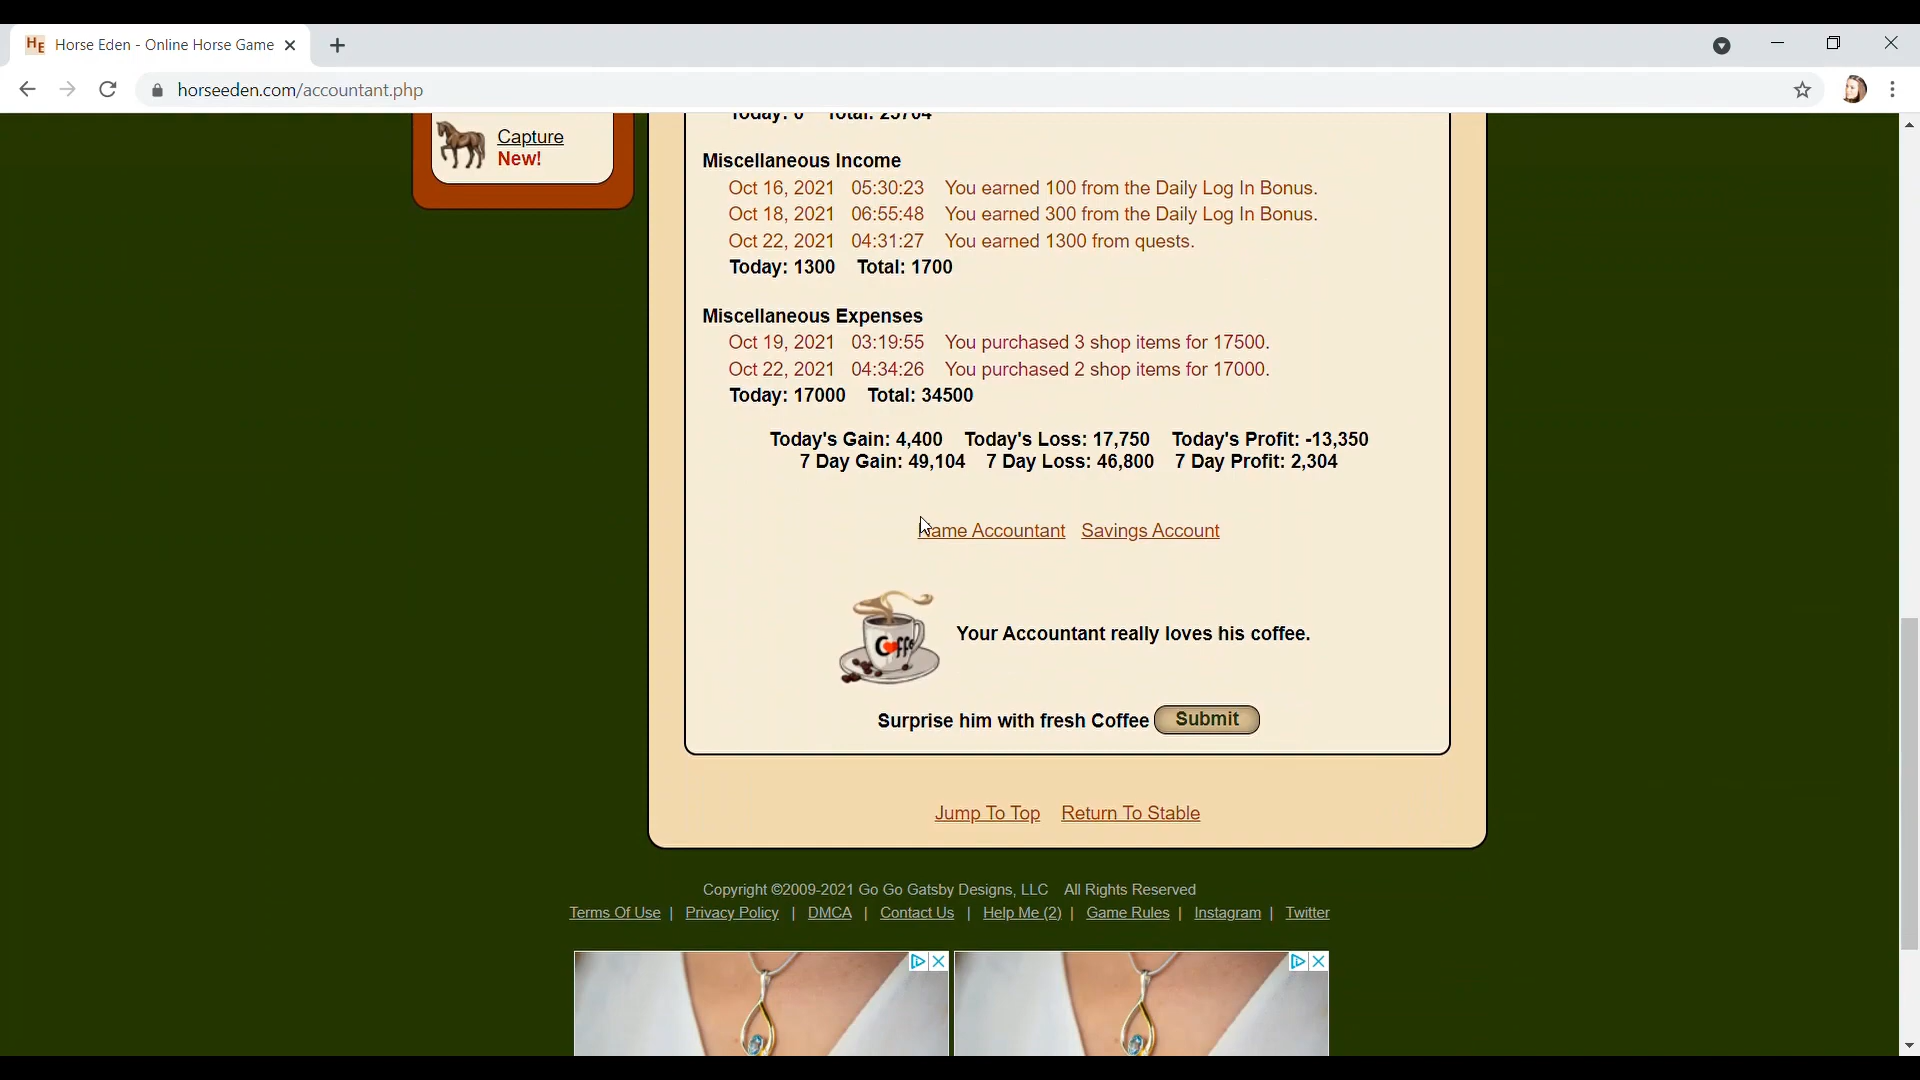 Horse Eden - Online Horse Game
horseeden.com/accountant.php
Capture
New!
Today: 0 Total: 23704
Miscellaneous Income
Oct 16, 2021 05:30:23 You earned 100 from the Daily Log In Bonus.
Oct 18, 2021 06:55:48 You earned 300 from the Daily Log In Bonus.
Oct 22, 2021 04:31:27 You earned 1300 from quests.
Today: 1300 Total: 1700
Miscellaneous Expenses
Oct 19, 2021 03:19:55 You purchased 3 shop items for 17500.
Oct 22, 2021 04:34:26 You purchased 2 shop items for 17000.
Today: 17000 Total: 34500
Today's Gain: 4,400 Today's Loss: 17,750 Today's Profit: -13,350
7 Day Gain: 49,104 7 Day Loss: 46,800 7 Day Profit: 2,304
Name Accountant Savings Account
Your Accountant really loves his coffee.
Surprise him with fresh Coffee Submit
Jump To Top Return To Stable
Copyright ©2009-2021 Go Go Gatsby Designs, LLC All Rights Reserved
Terms Of Use | Privacy Policy | DMCA | Contact Us | Help Me (2) | Game Rules | Instagram | Twitter